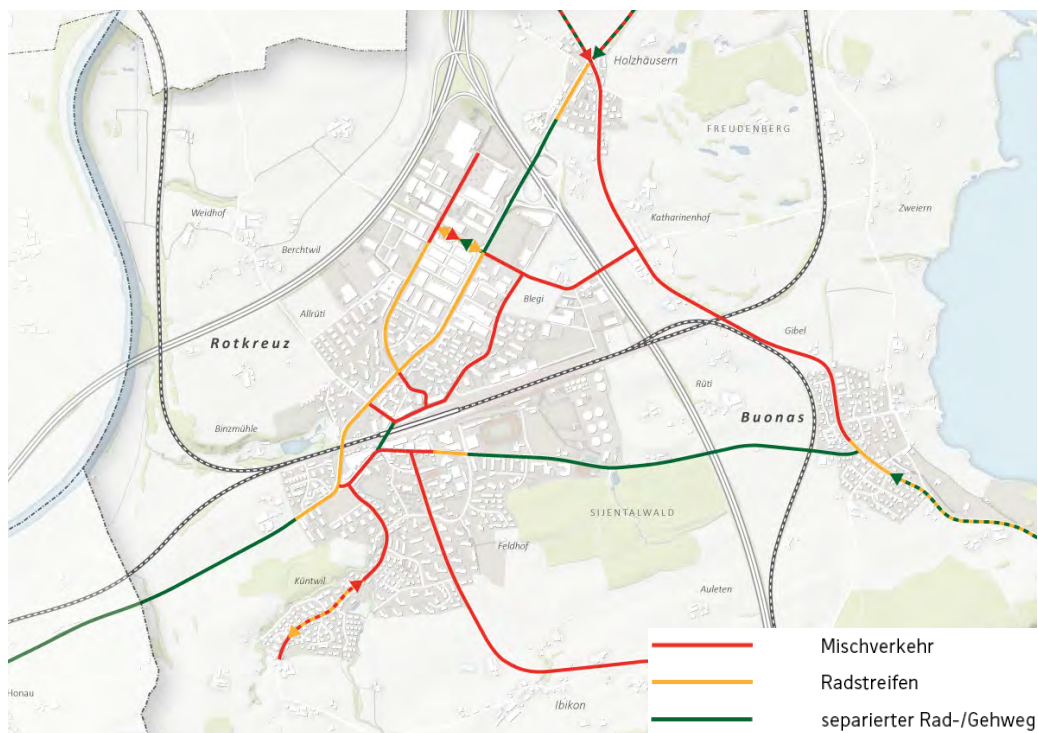 Holzhäusern
FREUDENBERG
Weidhof
Katharinenhof
Zweiern
Berchtwil
Allrüti
Blegi
Rotkreuz
Gibel
Rüti
Buonas
Binzmühle
SIJENTALWALD
Feldhof
Küntwil
Auleten
Honau
Ibikon
Mischverkehr
Radstreifen
separierter Rad-/Gehweg